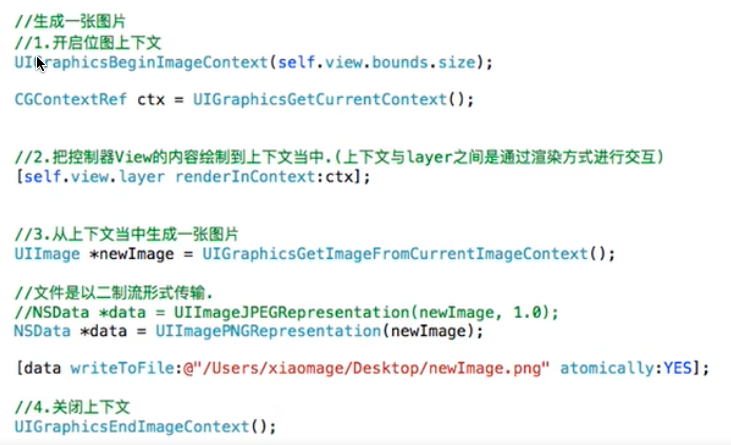 //生成一张图片
//1.开启位图上下文
UIGraphicsBeginImageContext(self.view.bounds.size);
CGContextRef ctx = UIGraphicsGetCurrentContext();
//2.把控制器View的内容绘制到上下文当中.(上下文与layer之间是通过渲染方式进行交互)
[self.view.layer renderInContext:ctx];
//3.从上下文当中生成一张图片
UIImage *newImage = UIGraphicsGetImageFromCurrentImageContext();
//文件是以二制流形式传输.
//NSData *data = UIImageJPEGRepresentation(newImage, 1.0);
NSData *data = UIImagePNGRepresentation(newImage);
[data writeToFile:@"/Users/xiaomage/Desktop/newImage.png" atomically:YES];
//4.关闭上下文
UIGraphicsEndImageContext();